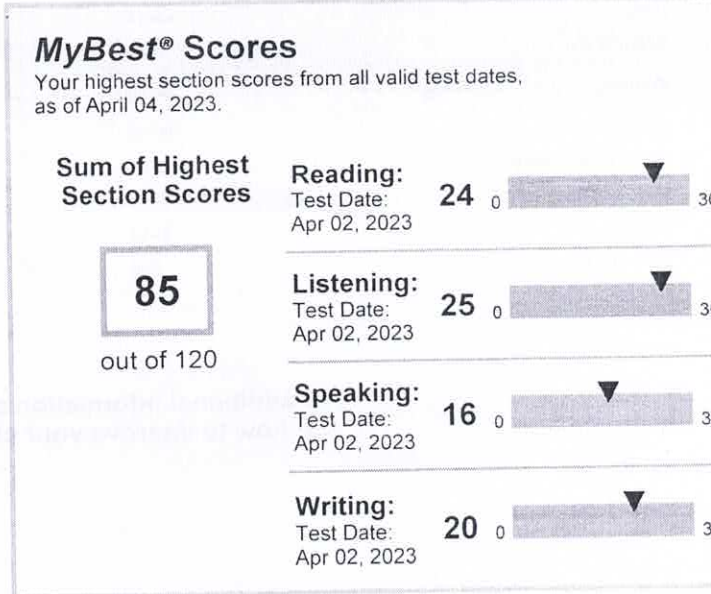 MyBest® Scores
Your highest section scores from all valid test dates,
as of April 04, 2023.
Sum of Highest
Section Scores
85
out of 120
Reading:
Test Date:
Apr 02, 2023
24
0
Listening:
Test Date:
Apr 02, 2023
25
0
Speaking:
Test Date:
Apr 02, 2023
16
0
Writing:
Test Date:
Apr 02, 2023
20
0